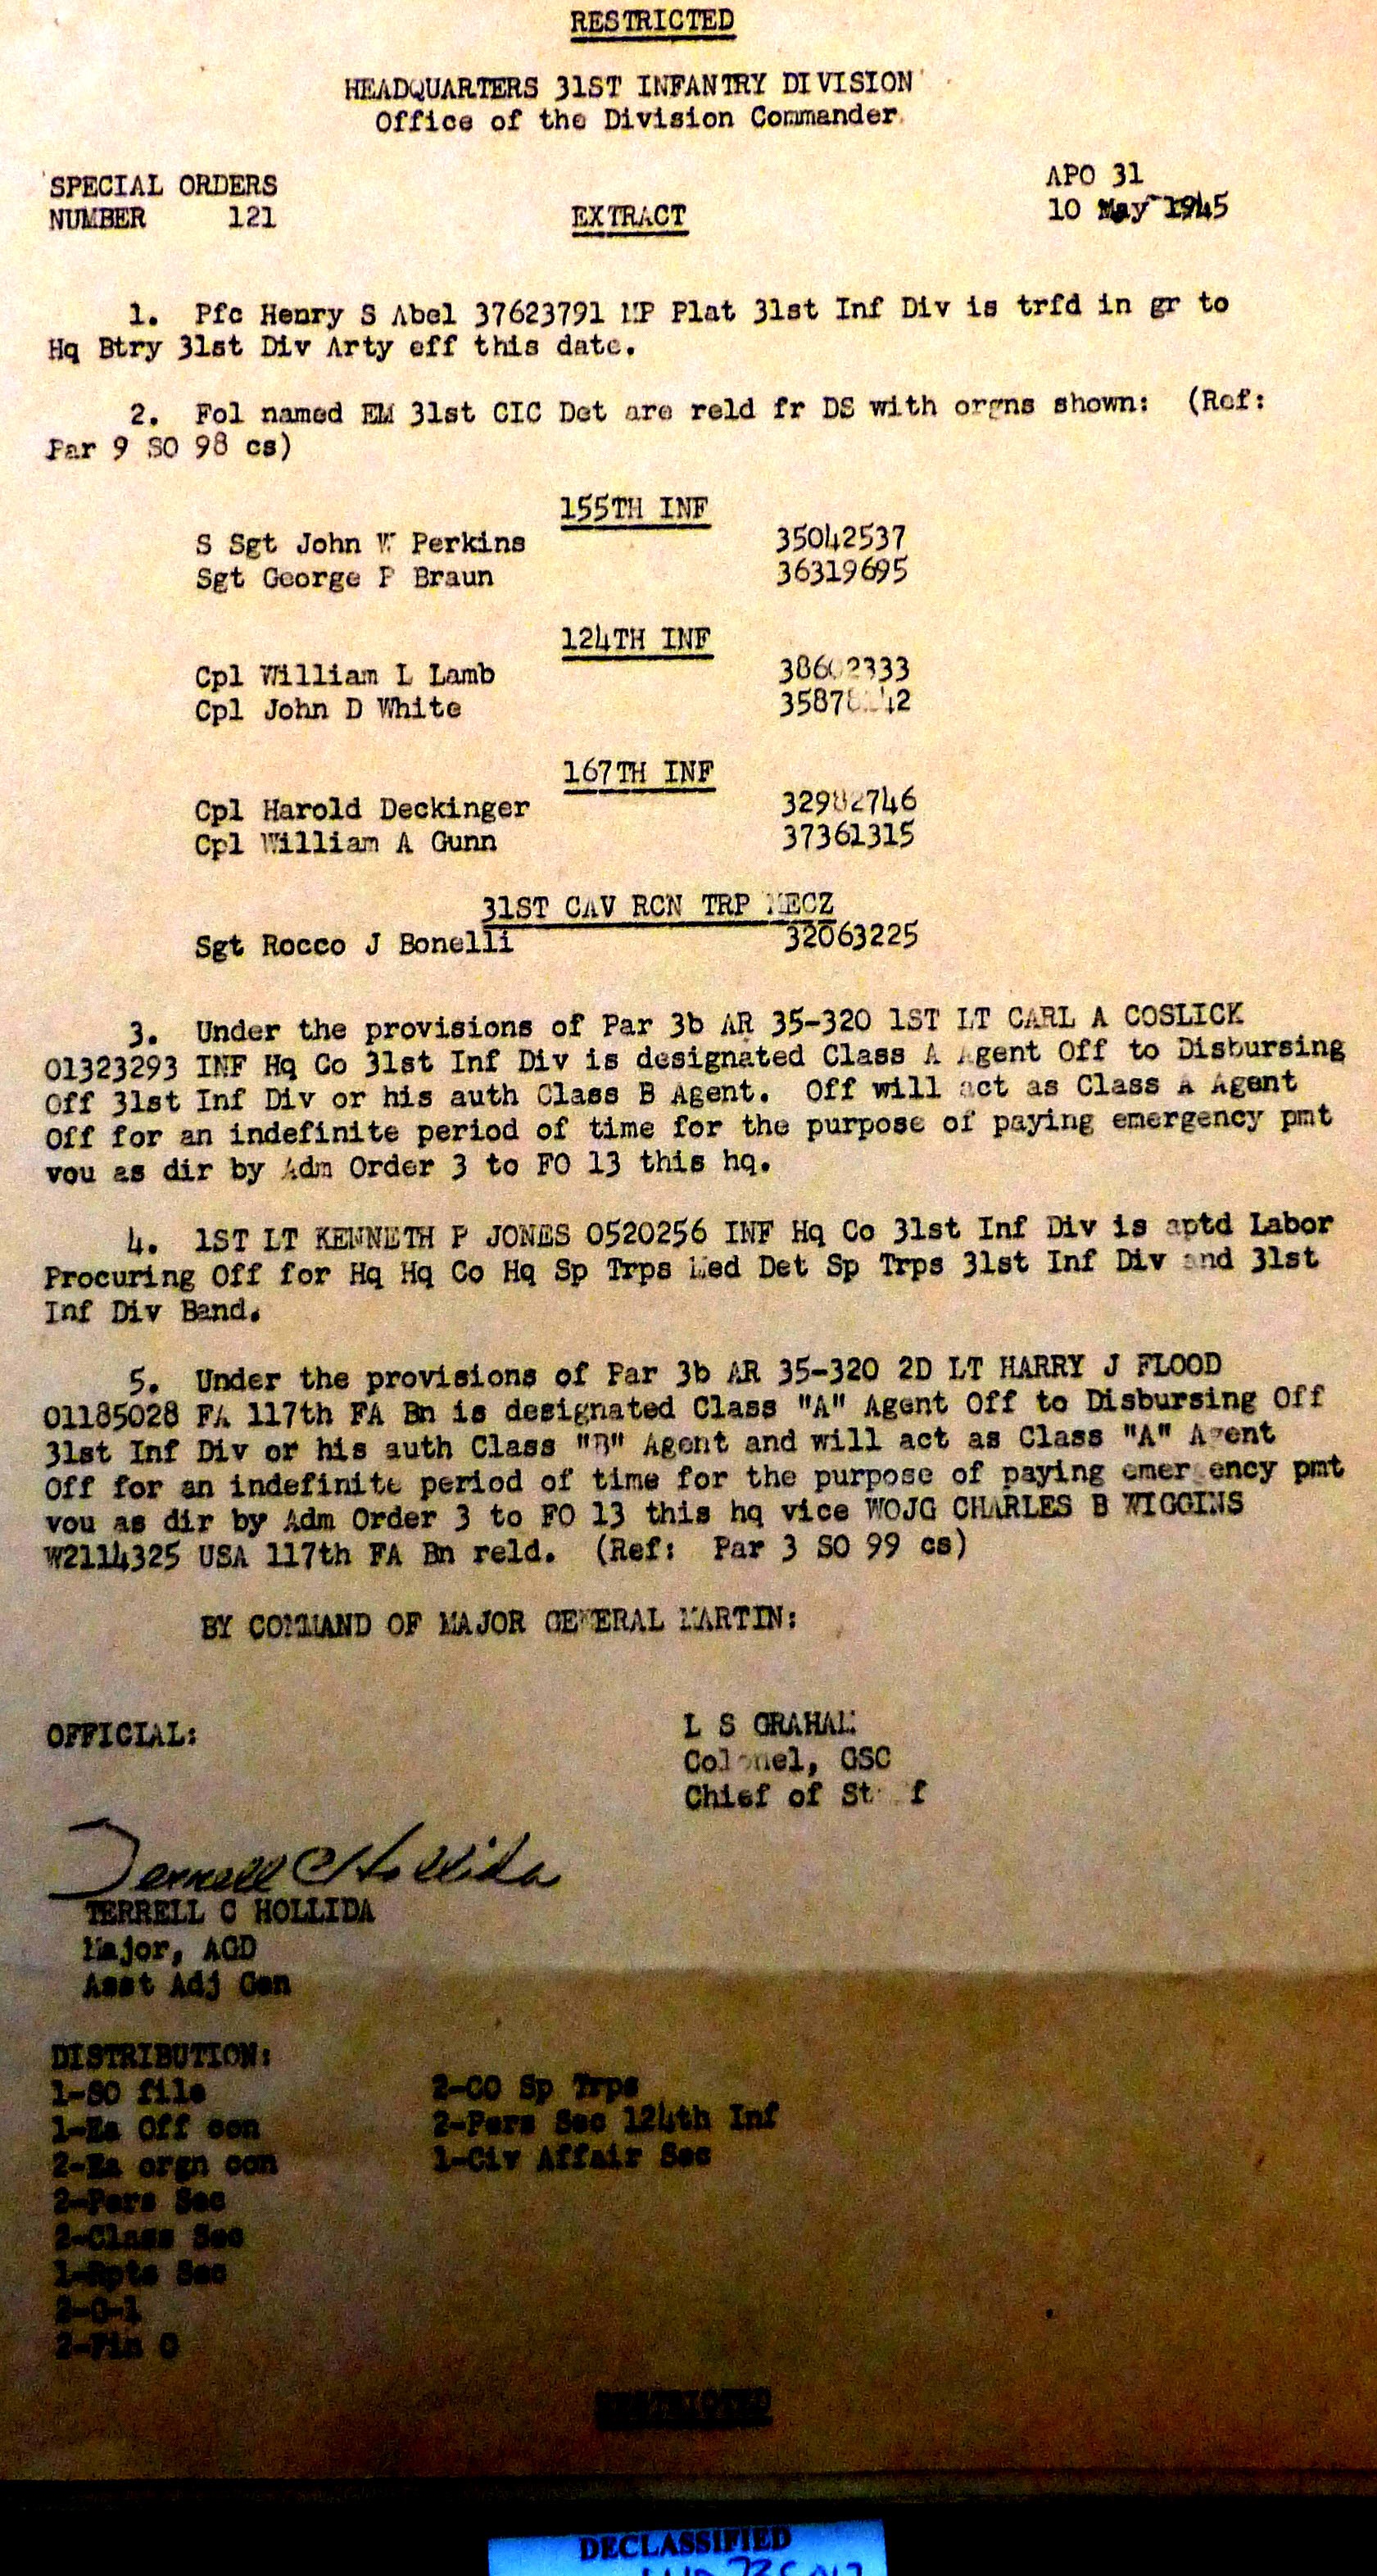 RESTRICTED
HEADQUARTERS 31ST INFANTRY DIVISION
Office of the Division Commander
SPECIAL ORDERS
NUMBER 121
EXTRACT
APO 31
10 May 1945
1. Pfc Henry S Abel 37623791 MP Plat 31st Inf Div is trfd in gr to
Hq Btry 31st Div Arty eff this date.
2. Fol named EM 31st CIC Det are reld fr DS with orgns shown: (Ref:
Par 9 SO 98 cs)
155TH INF
S Sgt John W Perkins 35042537
Sgt George P Braun 36319695
124TH INF
Cpl William L Lamb 38602333
Cpl John D White
167TH INF
Cpl Harold Deckinger 32982746
Cpl William A Gunn 37361315
31ST CAV RCN TRP MECZ
Sgt Rocco J Bonelli 32063225
3. Under the provisions of Par 3b AR 35-320 1ST LT CARL A COSLICK
01323293 INF Hq Co 31st Inf Div is designated Class A Agent Off to Disbursing
Off 31st Inf Div or his auth Class B Agent. Off will act as Class A Agent
Off for an indefinite period of time for the purpose of paying emergency pmt
vou as dir by Adm Order 3 to FO 13 this hq.
4. 1ST LT KENNETH P JONES 0520256 INF Hq Co 31st Inf Div is aptd Labor
Procuring Off for Hq Hq Co Hq Sp Trps Med Det Sp Trps 31st Inf Div and 31st
Inf Div Band.
5. Under the provisions of Par 3b AR 35-320 2D LT HARRY J FLOOD
01185028 FA 117th FA Bn is designated Class "A" Agent Off to Disbursing Off
31st Inf Div or his auth Class "B" Agent and will act as Class "A" Agent
Off for an indefinite period of time for the purpose of paying emergency pmt
vou as dir by Adm Order 3 to FO 13 this hq vice WOJG CHARLES B WIGGINS
W2114325 USA 117th FA Bn reld. (Ref: Par 3 SO 99 cs)
BY COMMAND OF MAJOR GENERAL MARTIN:
OFFICIAL:
L S GRAHAM
Colonel, GSC
Chief of Staff
Terrell C Hollida
TERRELL C HOLLIDA
Major, AGD
Asst Adj Gen
DISTRIBUTION:
1-SO file
1-Ea Off con
2-Ea orgn con
2-Pers Sec
2-Class Sec
1-Rpts Sec
2-G-1
2-Fin O
2-CO Sp Trps
2-Pers Sec 124th Inf
1-Civ Affair Sec
RESTRICTED
DECLASSIFIED